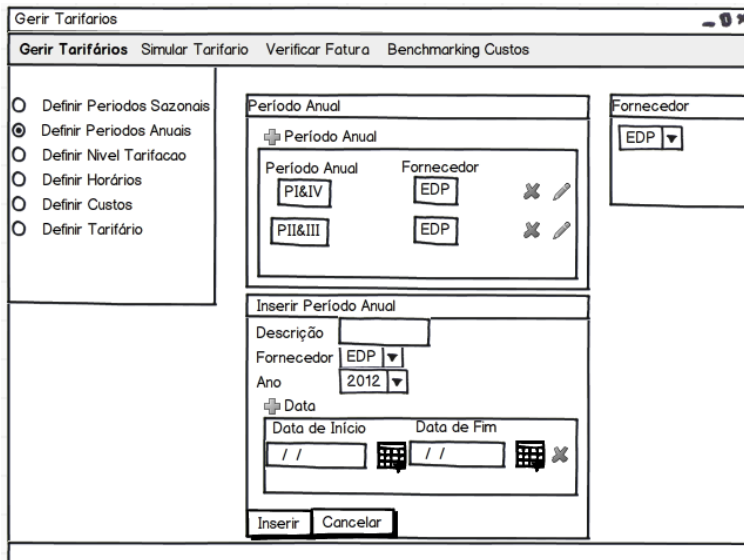 Gerir Tarifarios
Gerir Tarifários Simular Tarifario Verificar Fatura Benchmarking Custos
Definir Periodos Sazonais
Definir Periodos Anuais
Definir Nivel Tarifacao
Definir Horários
Definir Custos
Definir Tarifário
Período Anual
Período Anual
Período Anual Fornecedor
PI&IV EDP
PII&III EDP
Fornecedor
EDP
Inserir Período Anual
Descrição
Fornecedor EDP
Ano 2012
Data
Data de Início Data de Fim
/ / / /
Inserir Cancelar